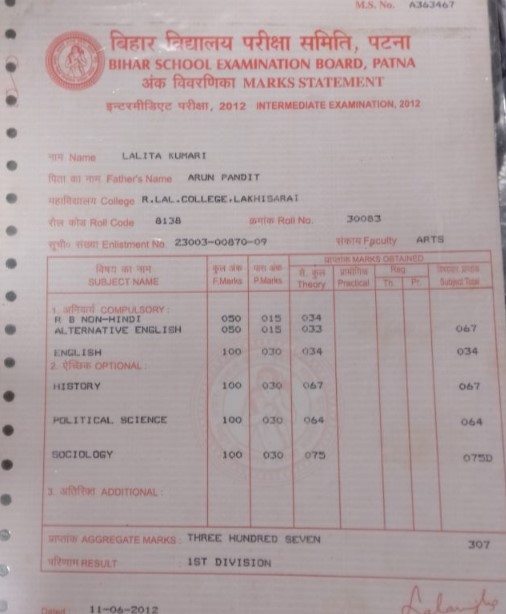 M.S. No. A363467
बिहार विद्यालय परीक्षा समिति, पटना
BIHAR SCHOOL EXAMINATION BOARD, PATNA
अंक विवरणिका MARKS STATEMENT
इन्टरमीडिएट परीक्षा, 2012 INTERMEDIATE EXAMINATION, 2012
नाम Name LALITA KUMARI
पिता का नाम Father's Name ARUN PANDIT
महाविद्यालय College R.LAL.COLLEGE.LAKHISARAI
रौल कोड Roll Code 8138 क्रमांक Roll No. 30083
सूची० संख्या Enlistment No. 23003-00870-09 संकाय Faculty ARTS
विषय का नाम कुल अंक प्राप्तांक MARKS OBTAINED
SUBJECT NAME F.Marks P.Marks Theory Practical Th. Pr. Subject Total
1. अनिवार्य COMPULSORY :
R B NON-HINDI 050 015 034
ALTERNATIVE ENGLISH 050 015 033 067
ENGLISH 100 030 034 034
2. ऐच्छिक OPTIONAL :
HISTORY 100 030 067 067
POLITICAL SCIENCE 100 030 064 064
SOCIOLOGY 100 030 075 075D
3. अतिरिक्त ADDITIONAL :
प्राप्तांक AGGREGATE MARKS : THREE HUNDRED SEVEN 307
परिणाम RESULT : 1ST DIVISION
Dated 11-06-2012